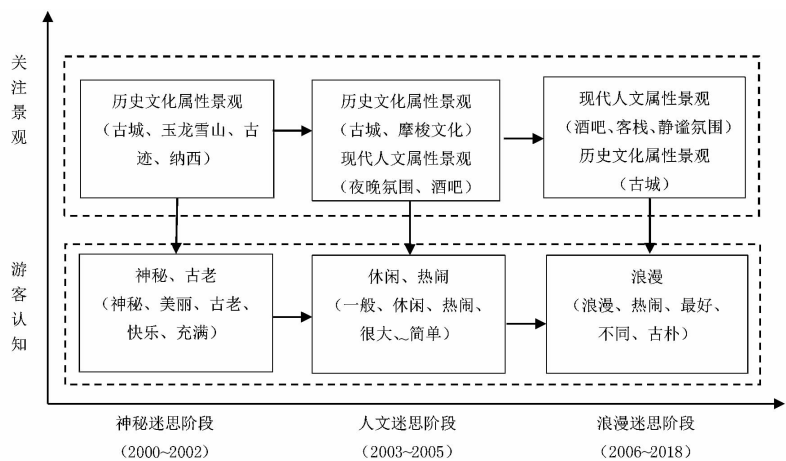 关注景观
历史文化属性景观
（古城、玉龙雪山、古
迹、纳西）
历史文化属性景观
（古城、摩梭文化）
现代人文属性景观
（夜晚氛围、酒吧）
现代人文属性景观
（酒吧、客栈、静谧氛围）
历史文化属性景观
（古城）
游客认知
神秘、古老
（神秘、美丽、古老、
快乐、充满）
休闲、热闹
（一般、休闲、热闹、
很大、~简单）
浪漫
（浪漫、热闹、最好、
不同、古朴）
神秘迷思阶段
（2000~2002）
人文迷思阶段
（2003~2005）
浪漫迷思阶段
（2006~2018）